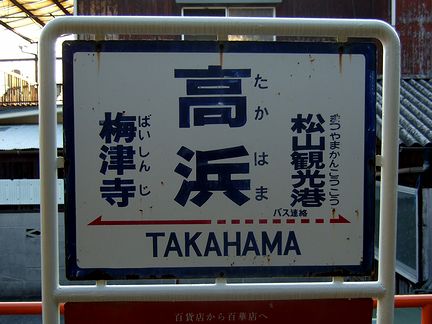 高浜
たかはま
梅津寺
ばいしんじ
松山観光港
まつやまかんこうこう
バス連絡
TAKAHAMA
百貨店から百華店へ